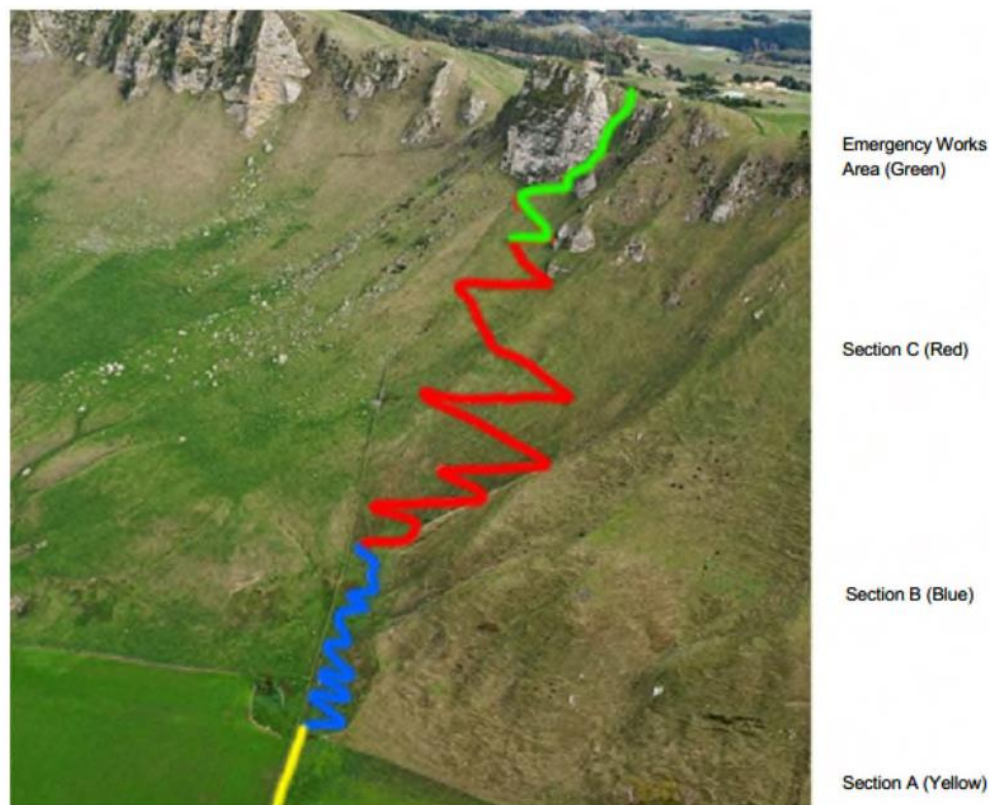 Emergency Works
Area (Green)
Section C (Red)
Section B (Blue)
Section A (Yellow)